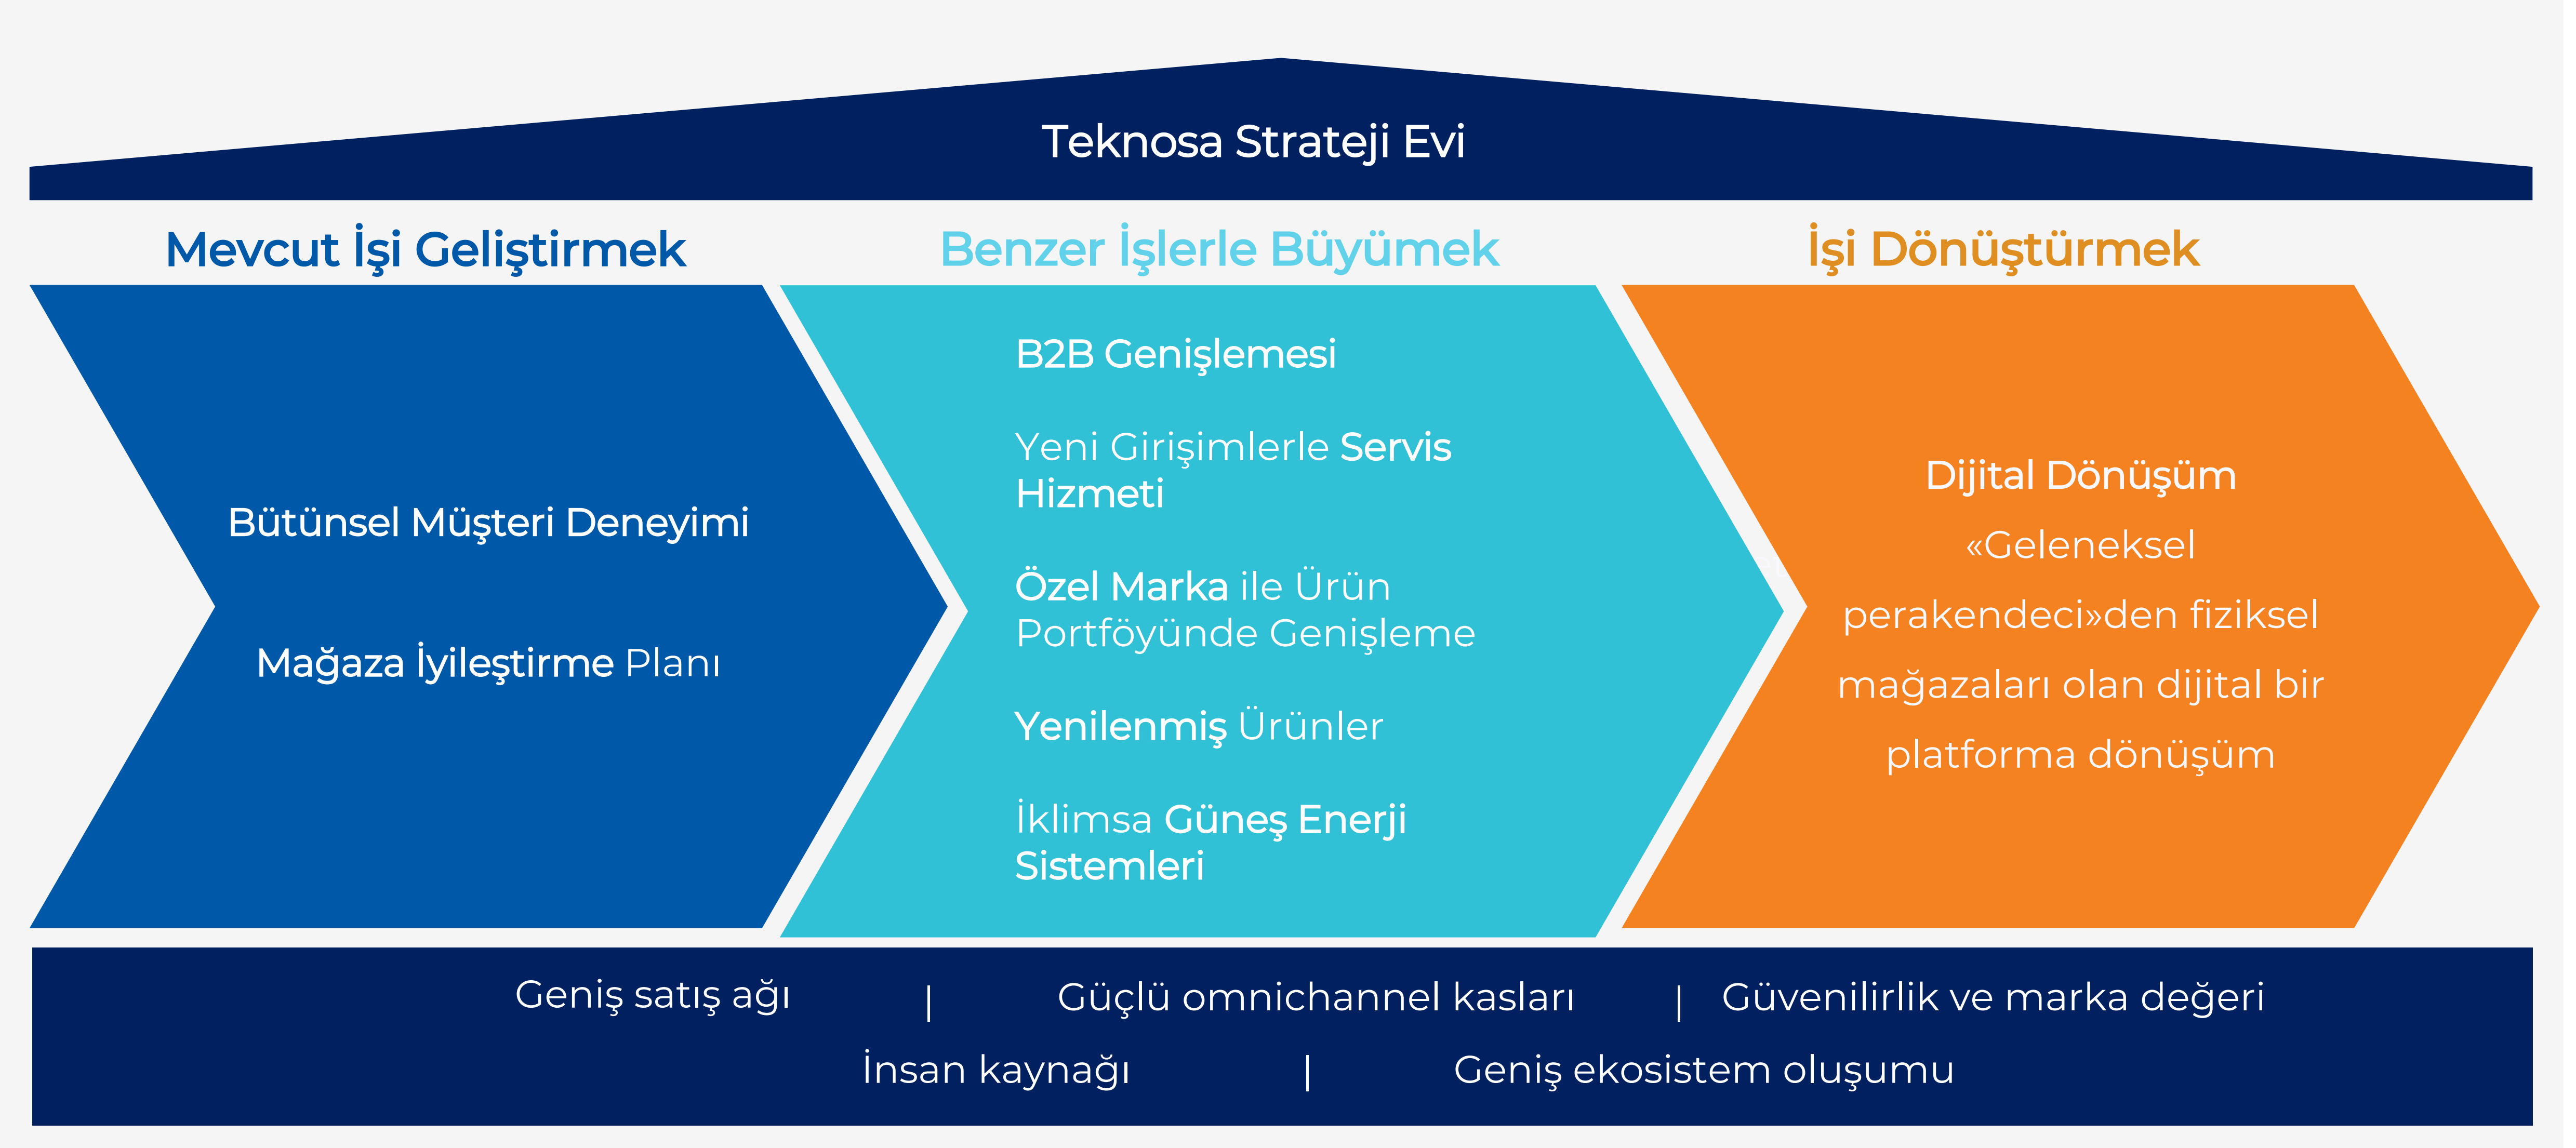 Teknosa Strateji Evi
Mevcut İşi Geliştirmek
Bütünsel Müşteri Deneyimi
Mağaza İyileştirme Planı
Benzer İşlerle Büyümek
B2B Genişlemesi
Yeni Girişimlerle Servis
Hizmeti
Özel Marka ile Ürün
Portföyünde Genişleme
Yenilenmiş Ürünler
İklimsa Güneş Enerji
Sistemleri
İşi Dönüştürmek
Dijital Dönüşüm
«Geleneksel
perakendeci»den fiziksel
mağazaları olan dijital bir
platforma dönüşüm
Geniş satış ağı | Güçlü omnichannel kasları | Güvenilirlik ve marka değeri
İnsan kaynağı | Geniş ekosistem oluşumu